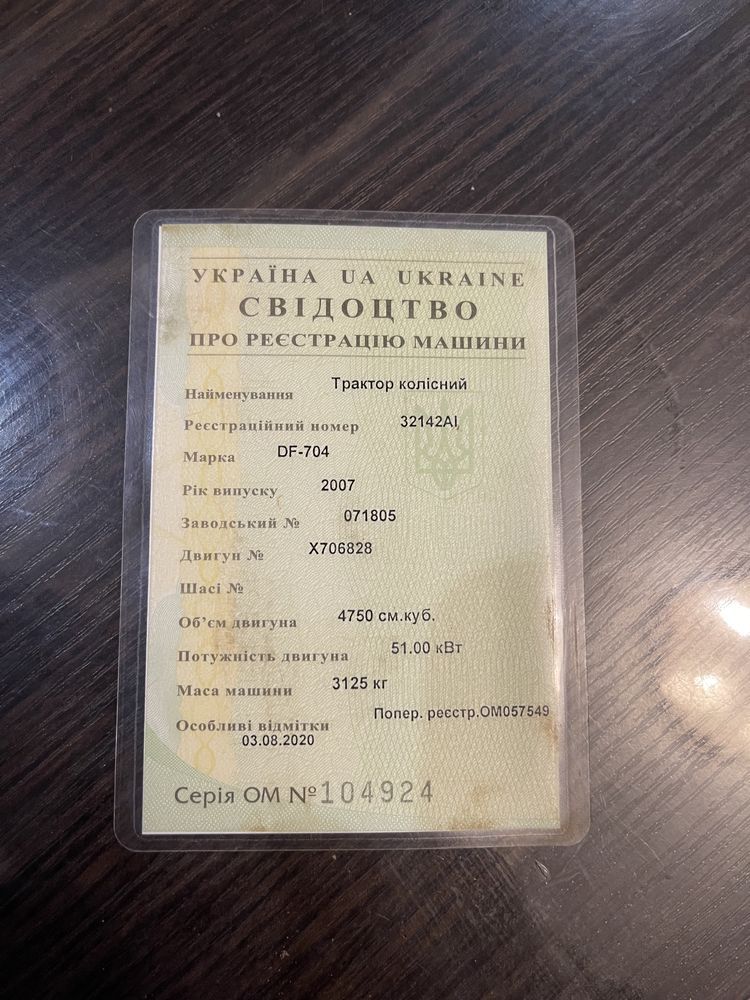 УКРАЇНА UA UKRAINE
СВІДОЦТВО
ПРО РЕЄСТРАЦІЮ МАШИНИ
Найменування Трактор колісний
Реєстраційний номер 32142АІ
Марка DF-704
Рік випуску 2007
Заводський № 071805
Двигун № X706828
Шасі №
Об'єм двигуна 4750 см.куб.
Потужність двигуна 51.00 кВт
Маса машини 3125 кг
Особливі відмітки Попер. реєстр.ОМ057549
03.08.2020
Серія ОМ №104924